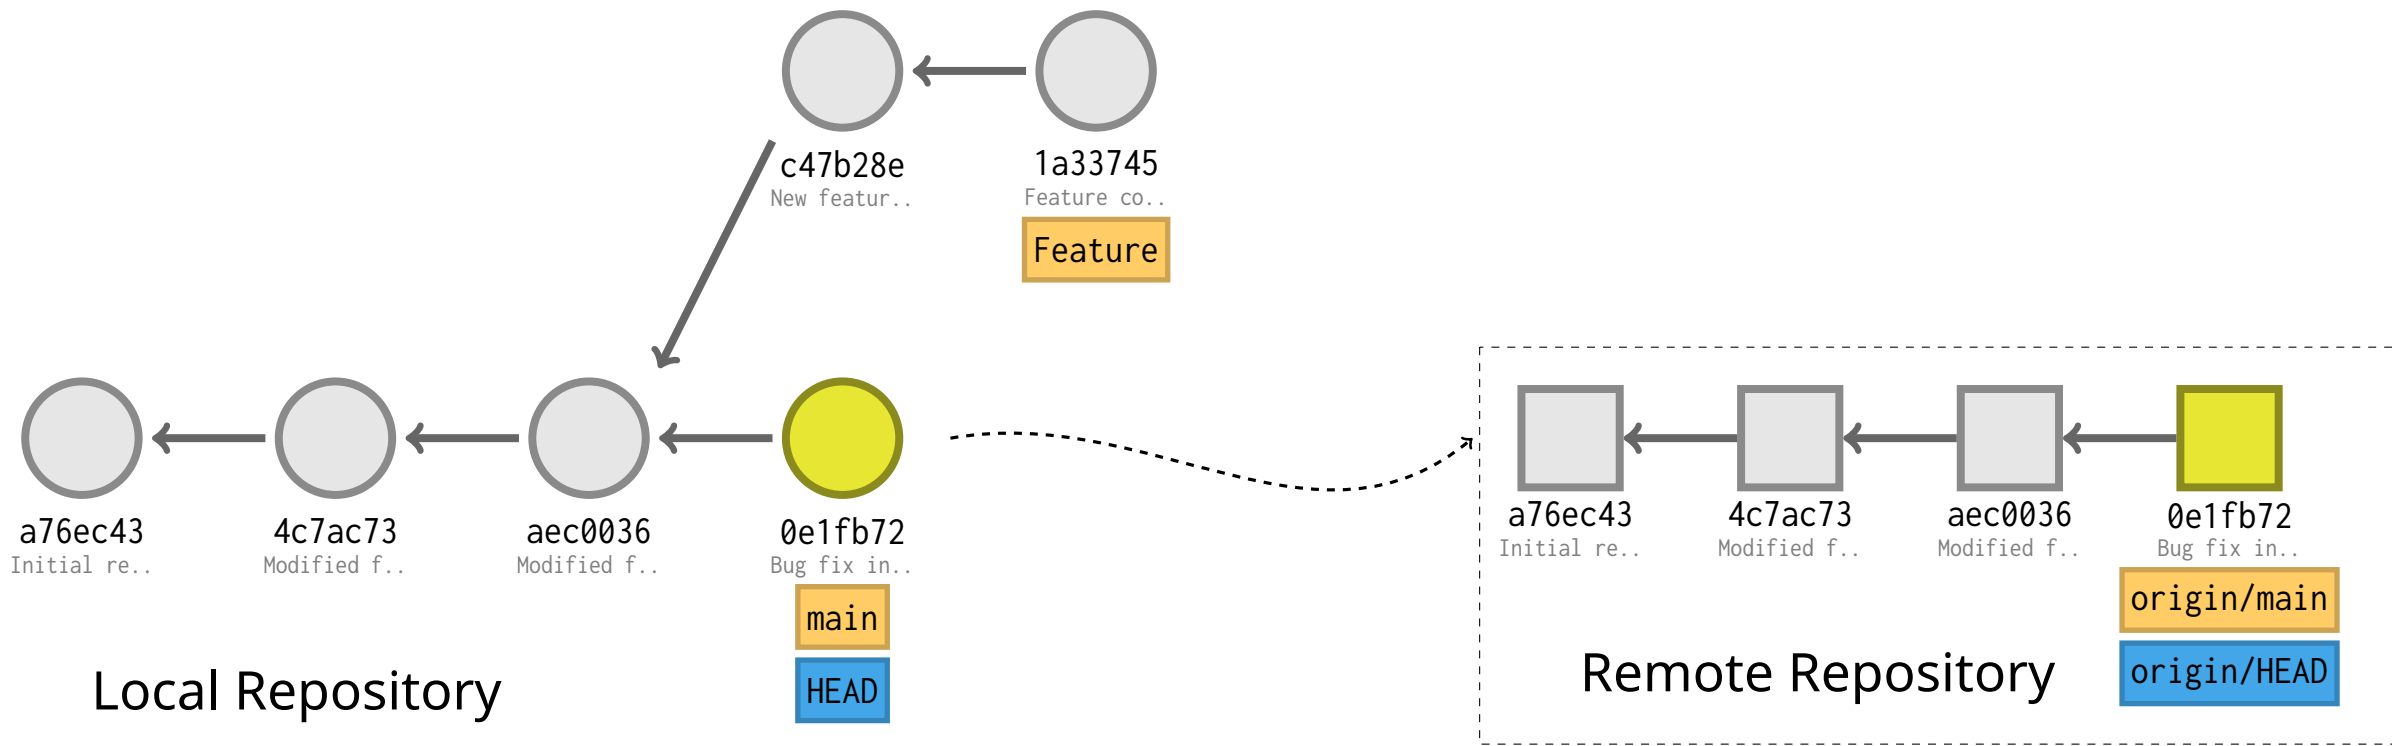 c47b28e
New featur..
1a33745
Feature co..
Feature
a76ec43
Initial re..
4c7ac73
Modified f..
aec0036
Modified f..
0e1fb72
Bug fix in..
main
HEAD
Local Repository
a76ec43
Initial re..
4c7ac73
Modified f..
aec0036
Modified f..
0e1fb72
Bug fix in..
origin/main
origin/HEAD
Remote Repository